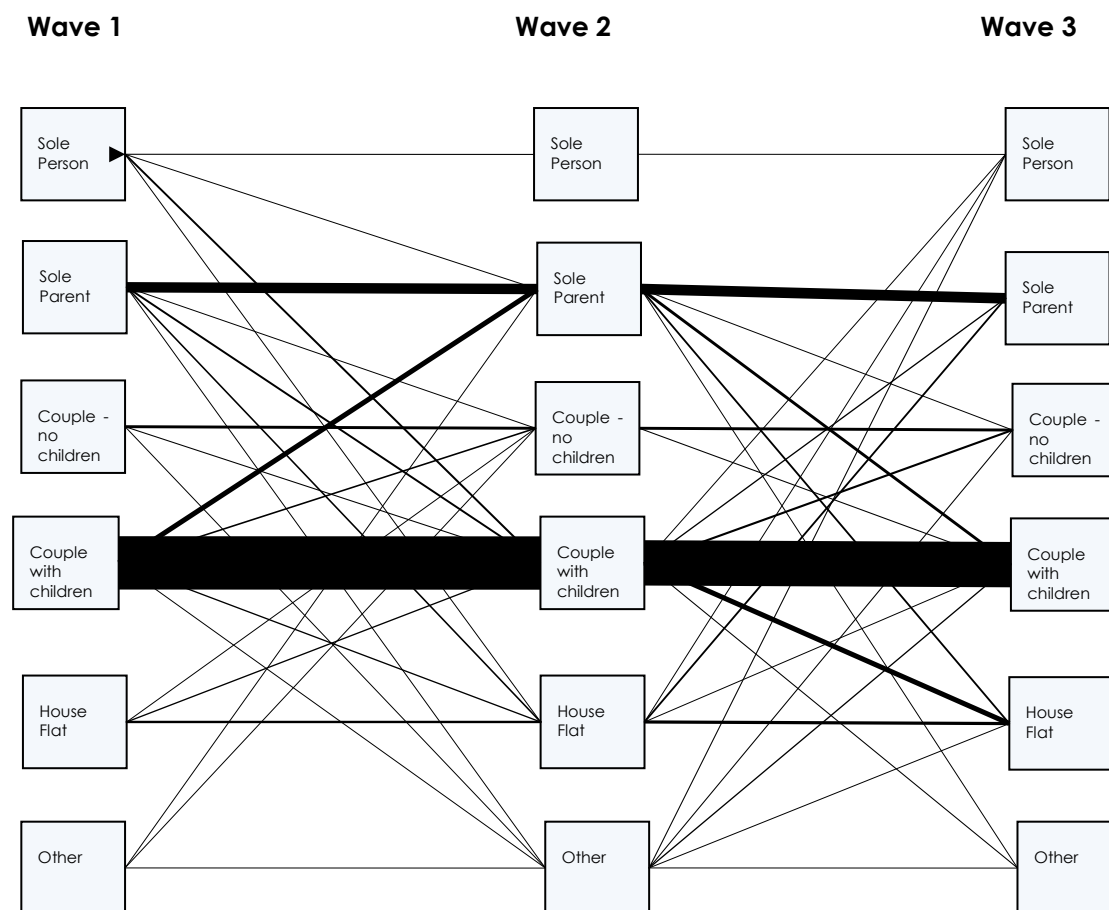 Wave 1
Wave 2
Wave 3
Sole
Person
Sole
Person
Sole
Person
Sole
Parent
Sole
Parent
Sole
Parent
Couple -
no
children
Couple -
no
children
Couple -
no
children
Couple
with
children
Couple
with
children
Couple
with
children
House
Flat
House
Flat
House
Flat
Other
Other
Other